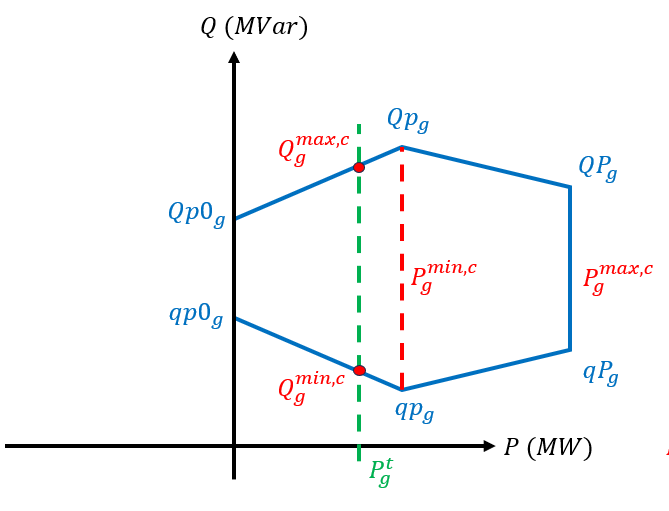 Q (MVar)
Qp_g
Q_g^{max,c}
QP_g
Qp0_g
P_g^{min,c}
P_g^{max,c}
qp0_g
Q_g^{min,c}
qP_g
qp_g
P (MW)
P_g^t